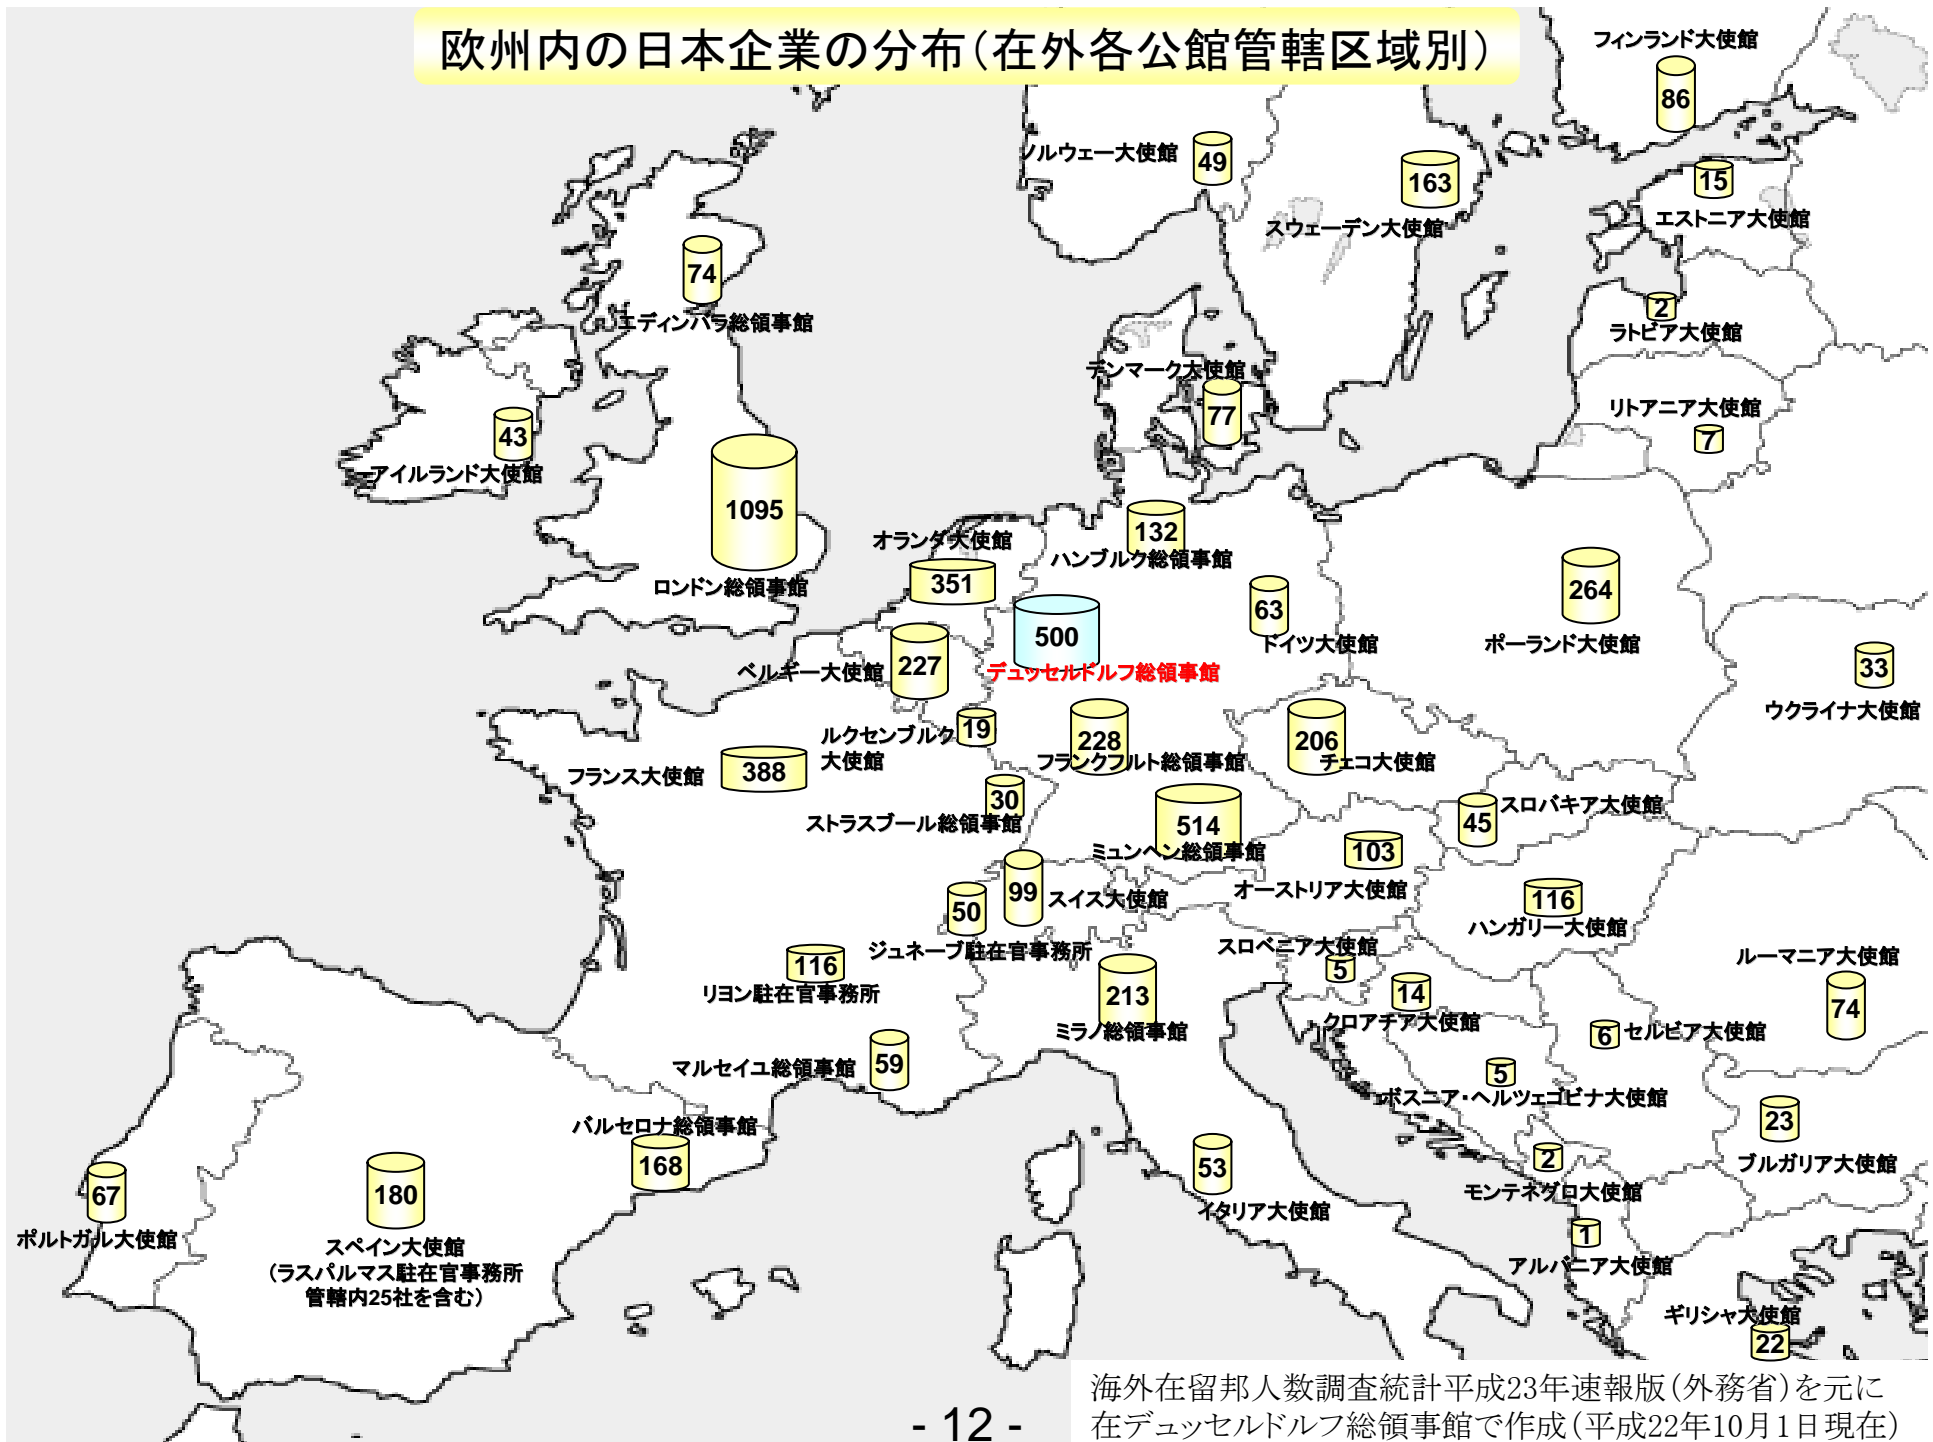 欧州内の日本企業の分布(在外各公館管轄区域別)
フィンランド大使館
86
ノルウェー大使館
49
163
スウェーデン大使館
15
エストニア大使館
74
エディンバラ総領事館
2
ラトビア大使館
デンマーク大使館
77
リトアニア大使館
7
43
アイルランド大使館
1095
ロンドン総領事館
オランダ大使館
351
132
ハンブルク総領事館
63
ドイツ大使館
264
ポーランド大使館
500
デュッセルドルフ総領事館
227
ベルギー大使館
33
ウクライナ大使館
19
ルクセンブルク
大使館
228
フランクフルト総領事館
206
チェコ大使館
388
フランス大使館
30
ストラスブール総領事館
514
ミュンヘン総領事館
45
スロバキア大使館
103
オーストリア大使館
99
スイス大使館
50
ジュネーブ駐在官事務所
116
ハンガリー大使館
116
リヨン駐在官事務所
213
ミラノ総領事館
スロベニア大使館
5
14
クロアチア大使館
ルーマニア大使館
74
6
セルビア大使館
59
マルセイユ総領事館
5
ボスニア・ヘルツェゴビナ大使館
23
ブルガリア大使館
バルセロナ総領事館
168
53
イタリア大使館
2
モンテネグロ大使館
67
ポルトガル大使館
180
スペイン大使館
(ラスパルマス駐在官事務所
管轄内25社を含む)
1
アルバニア大使館
ギリシャ大使館
22
海外在留邦人数調査統計平成23年速報版(外務省)を元に
在デュッセルドルフ総領事館で作成(平成22年10月1日現在)
- 12 -